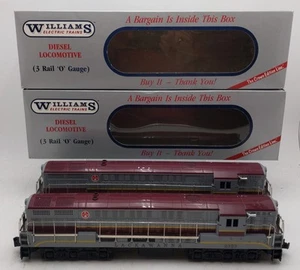 WILLIAMS
ELECTRIC TRAINS
DIESEL
LOCOMOTIVE
(3 Rail 'O' Gauge)
A Bargain Is Inside This Box
Buy It - Thank You!
WILLIAMS
ELECTRIC TRAINS
DIESEL
LOCOMOTIVE
(3 Rail 'O' Gauge)
A Bargain Is Inside This Box
Buy It - Thank You!
LACKAWANNA